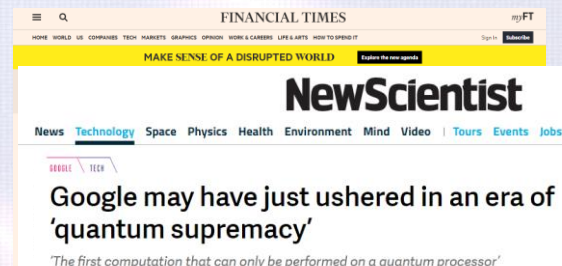 FINANCIAL TIMES
myFT
HOME WORLD US COMPANIES TECH MARKETS GRAPHICS OPINION WORK & CAREERS LIFE & ARTS HOW TO SPEND IT
Sign In Subscribe
MAKE SENSE OF A DISRUPTED WORLD
Explore the new agenda
NewScientist
News Technology Space Physics Health Environment Mind Video | Tours Events Jobs
GOOGLE \ TECH \
Google may have just ushered in an era of
‘quantum supremacy’
‘The first computation that can only be performed on a quantum processor’